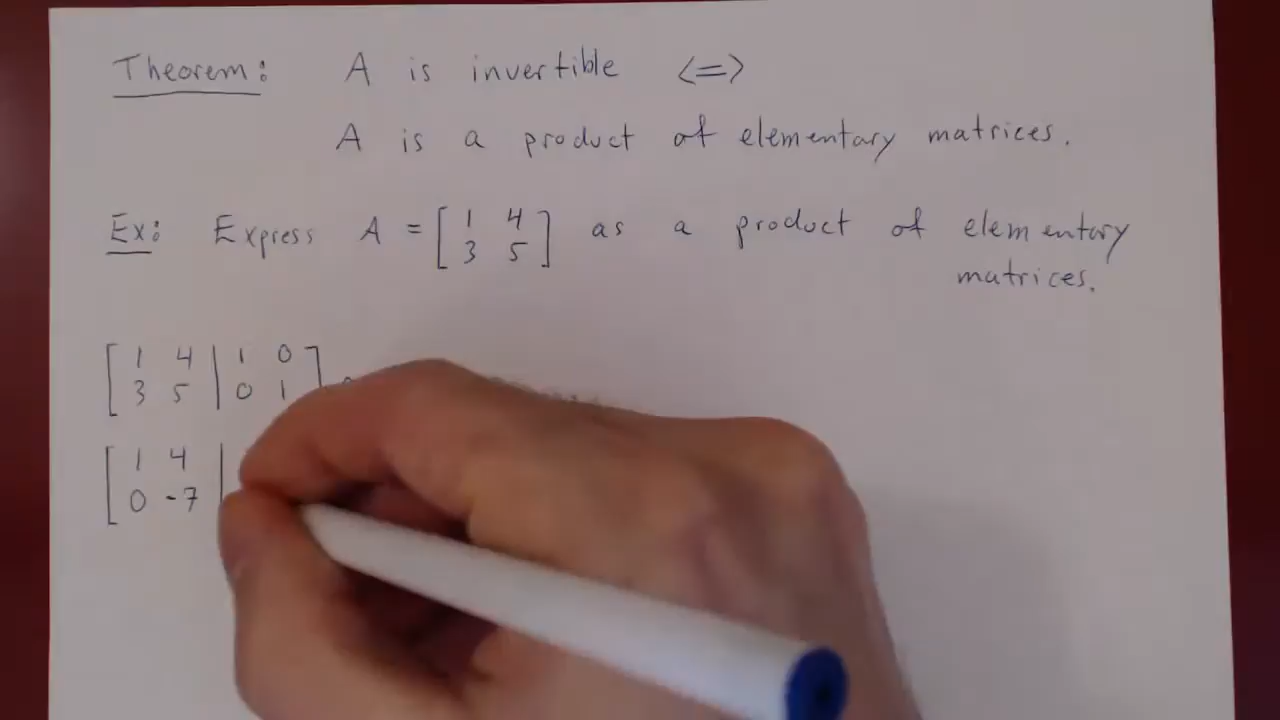 Theorem: A is invertible <=>
A is a product of elementary matrices.
Ex: Express A = [1 4 as a product of elementary
3 5] matrices.
[1 4 | 1 0
3 5 | 0 1]
[1 4 |
0 -7 |